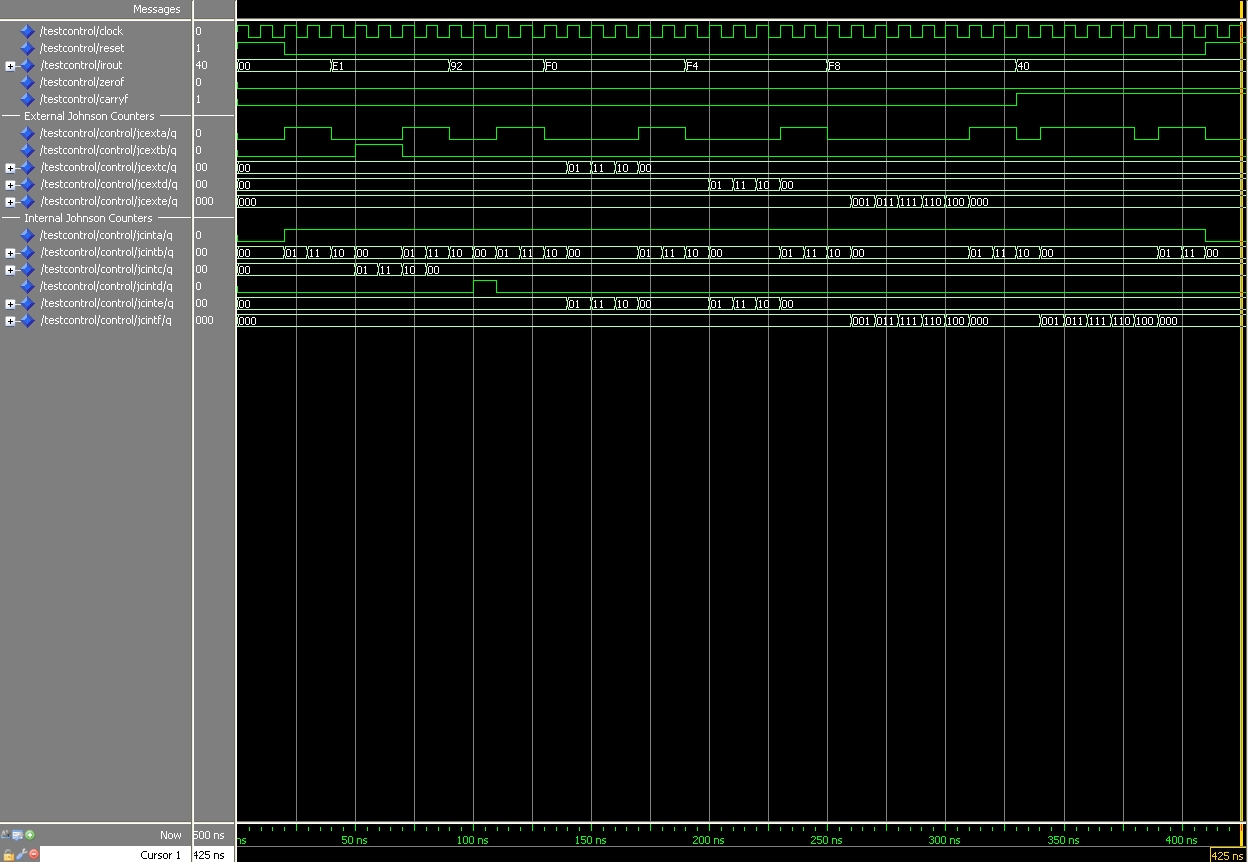 Messages
/testcontrol/clock 0
/testcontrol/reset 1
/testcontrol/irout 40 00 E1 92 F0 F4 F8 40
/testcontrol/zerof 0
/testcontrol/carryf 1
External Johnson Counters
/testcontrol/control/jcexta/q 0
/testcontrol/control/jcextb/q 0
/testcontrol/control/jcextc/q 00 00 01 11 10 00
/testcontrol/control/jcextd/q 00 00 01 11 10 00
/testcontrol/control/jcexte/q 000 000 001 011 111 110 100 000
Internal Johnson Counters
/testcontrol/control/jcinta/q 0
/testcontrol/control/jcintb/q 00 00 01 11 10 00 01 11 10 00 01 11 10 00 01 11 10 00 01 11 10 00 01 11 10 00 01 11 00
/testcontrol/control/jcintc/q 00 00 01 11 10 00
/testcontrol/control/jcintd/q 0
/testcontrol/control/jcinte/q 00 00 01 11 10 00 01 11 10 00
/testcontrol/control/jcintf/q 000 000 001 011 111 110 100 000 001 011 111 110 100 000
Now 500 ns ns 50 ns 100 ns 150 ns 200 ns 250 ns 300 ns 350 ns 400 ns
Cursor 1 425 ns 425 ns